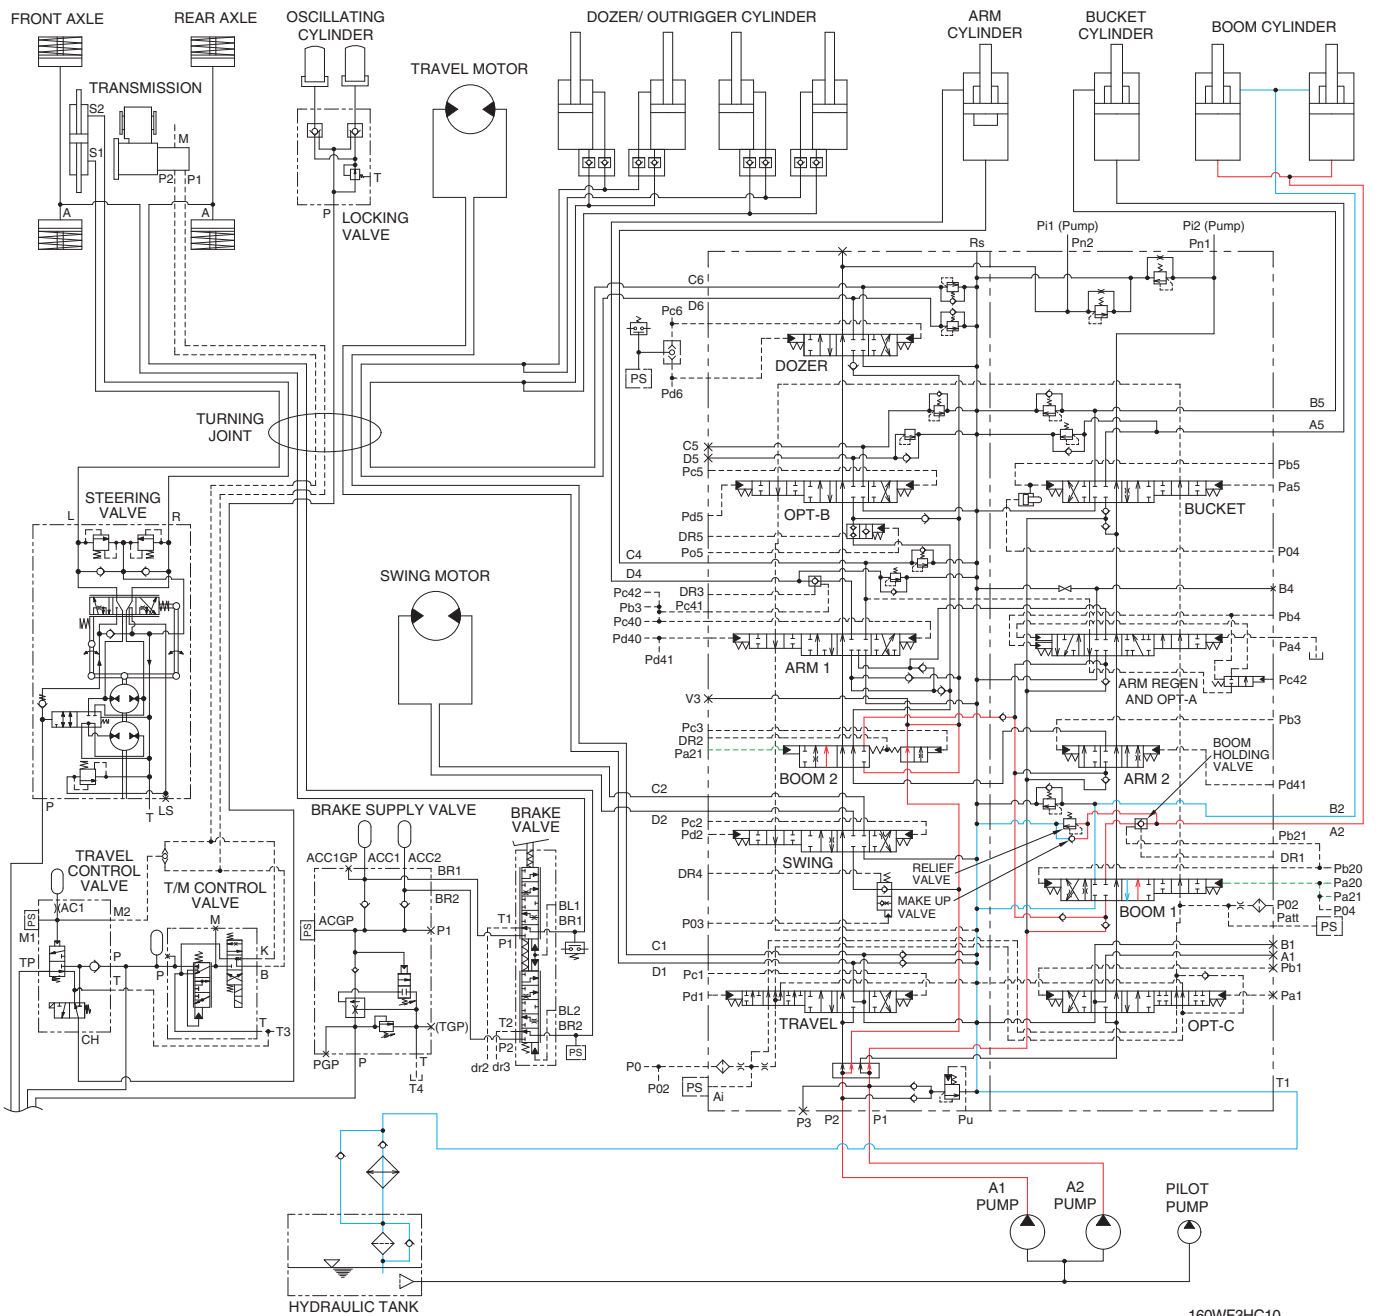 FRONT AXLE
REAR AXLE
OSCILLATING
CYLINDER
DOZER/ OUTRIGGER CYLINDER
ARM
CYLINDER
BUCKET
CYLINDER
BOOM CYLINDER
TRANSMISSION
TRAVEL MOTOR
S2
S1
M
P2
P1
A
A
T
P
LOCKING
VALVE
Pi1 (Pump)
Pn2
Pi2 (Pump)
Pn1
Rs
C6
D6
Pc6
PS
Pd6
DOZER
TURNING
JOINT
B5
A5
C5
D5
Pc5
Pb5
Pa5
STEERING
VALVE
L
R
Pd5
OPT-B
BUCKET
DR5
Po5
P04
C4
D4
SWING MOTOR
Pc42
Pb3
Pc40
Pd40
Pd41
DR3
Pc41
B4
Pb4
Pa4
ARM 1
ARM REGEN
AND OPT-A
Pc42
V3
Pc3
DR2
Pa21
Pb3
BOOM 2
ARM 2
BOOM
HOLDING
VALVE
Pd41
P
T
LS
C2
D2
Pc2
Pd2
B2
A2
Pb21
DR1
SWING
RELIEF
VALVE
MAKE UP
VALVE
DR4
P03
Pb20
Pa20
Pa21
P04
BOOM 1
P02
Patt
PS
BRAKE SUPPLY VALVE
BRAKE
VALVE
ACC1GP
ACC1
ACC2
BR1
BR2
BL1
BR1
T1
P1
TRAVEL
CONTROL
VALVE
T/M CONTROL
VALVE
AC1
M2
PS
M1
TP
P
T
M
P
K
B
T
T3
CH
PS
ACGP
P1
(TGP)
PGP
P
T
T4
BL2
BR2
T2
P2
dr2
dr3
PS
C1
D1
Pc1
Pd1
TRAVEL
B1
A1
Pb1
Pa1
OPT-C
P0
P02
PS
Ai
T1
P3
P2
P1
Pu
A1
PUMP
A2
PUMP
PILOT
PUMP
HYDRAULIC TANK
160WF3HC10